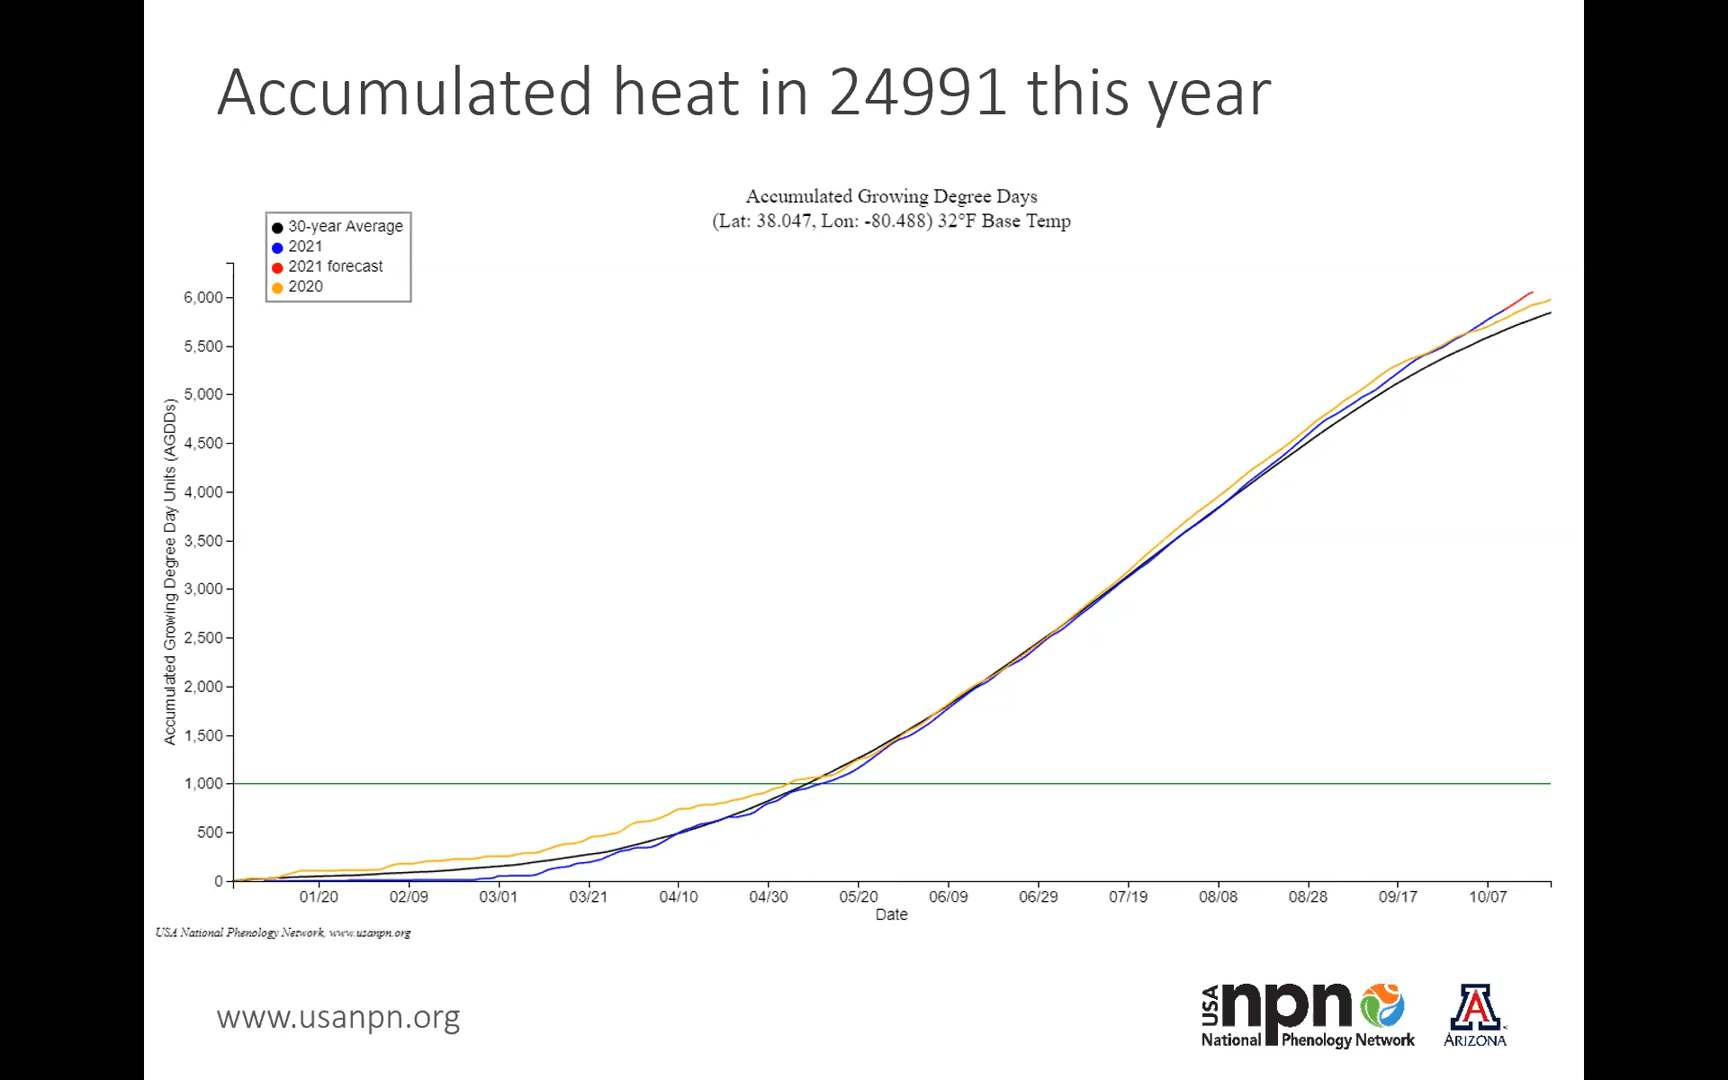 Accumulated heat in 24991 this year
Accumulated Growing Degree Days
(Lat: 38.047, Lon: -80.488) 32°F Base Temp
30-year Average
2021
2021 forecast
2020
6,000
5,500
5,000
4,500
4,000
3,500
3,000
2,500
2,000
1,500
1,000
500
0
Accumulated Growing Degree Day Units (AGDDs)
01/20 02/09 03/01 03/21 04/10 04/30 05/20 06/09 06/29 07/19 08/08 08/28 09/17 10/07
Date
USA National Phenology Network, www.usanpn.org
www.usanpn.org
USA npn
National Phenology Network
A
ARIZONA